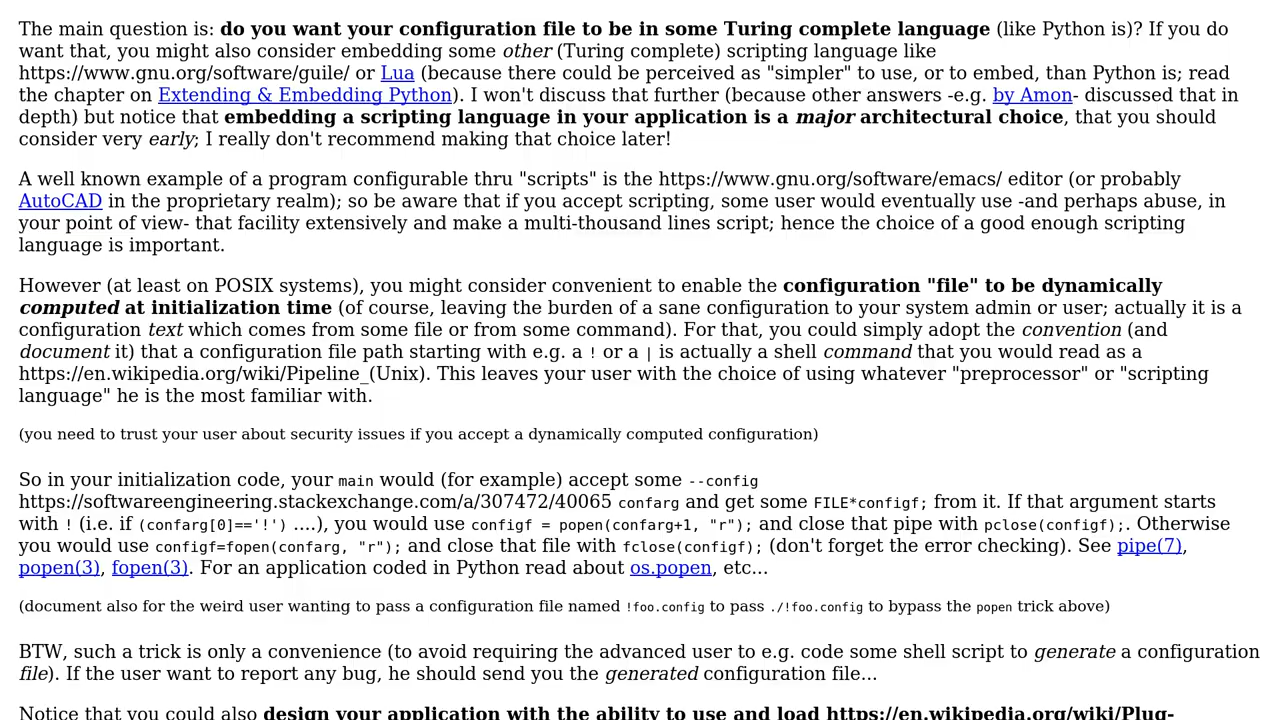 The main question is: do you want your configuration file to be in some Turing complete language (like Python is)? If you do
want that, you might also consider embedding some other (Turing complete) scripting language like
https://www.gnu.org/software/guile/ or Lua (because there could be perceived as "simpler" to use, or to embed, than Python is; read
the chapter on Extending & Embedding Python). I won't discuss that further (because other answers -e.g. by Amon- discussed that in
depth) but notice that embedding a scripting language in your application is a major architectural choice, that you should
consider very early; I really don't recommend making that choice later!
A well known example of a program configurable thru "scripts" is the https://www.gnu.org/software/emacs/ editor (or probably
AutoCAD in the proprietary realm); so be aware that if you accept scripting, some user would eventually use -and perhaps abuse, in
your point of view- that facility extensively and make a multi-thousand lines script; hence the choice of a good enough scripting
language is important.
However (at least on POSIX systems), you might consider convenient to enable the configuration "file" to be dynamically
computed at initialization time (of course, leaving the burden of a sane configuration to your system admin or user; actually it is a
configuration text which comes from some file or from some command). For that, you could simply adopt the convention (and
document it) that a configuration file path starting with e.g. a ! or a | is actually a shell command that you would read as a
https://en.wikipedia.org/wiki/Pipeline_(Unix). This leaves your user with the choice of using whatever "preprocessor" or "scripting
language" he is the most familiar with.
(you need to trust your user about security issues if you accept a dynamically computed configuration)
So in your initialization code, your main would (for example) accept some --config
https://softwareengineering.stackexchange.com/a/307472/40065 confarg and get some FILE*configf; from it. If that argument starts
with ! (i.e. if (confarg[0]=='!') ....), you would use configf = popen(confarg+1, "r"); and close that pipe with pclose(configf);. Otherwise
you would use configf=fopen(confarg, "r"); and close that file with fclose(configf); (don't forget the error checking). See pipe(7),
popen(3), fopen(3). For an application coded in Python read about os.popen, etc...
(document also for the weird user wanting to pass a configuration file named !foo.config to pass ./!foo.config to bypass the popen trick above)
BTW, such a trick is only a convenience (to avoid requiring the advanced user to e.g. code some shell script to generate a configuration
file). If the user want to report any bug, he should send you the generated configuration file...
Notice that you could also design your application with the ability to use and load https://en.wikipedia.org/wiki/Plug-